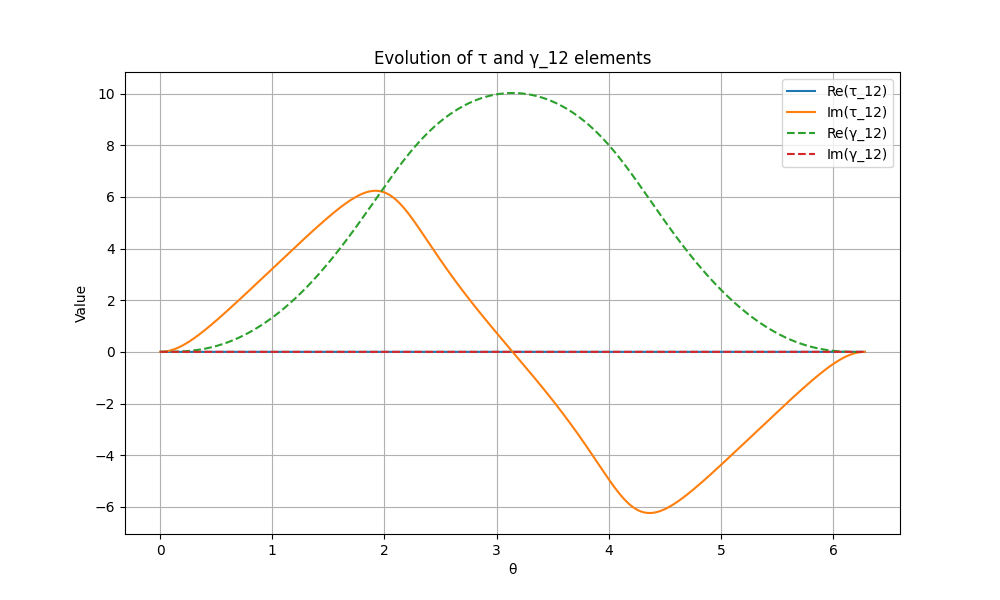 Evolution of τ and γ_12 elements
Re(τ_12)
Im(τ_12)
Re(γ_12)
Im(γ_12)
Value
10
8
6
4
2
0
−2
−4
−6
0 1 2 3 4 5 6
θ